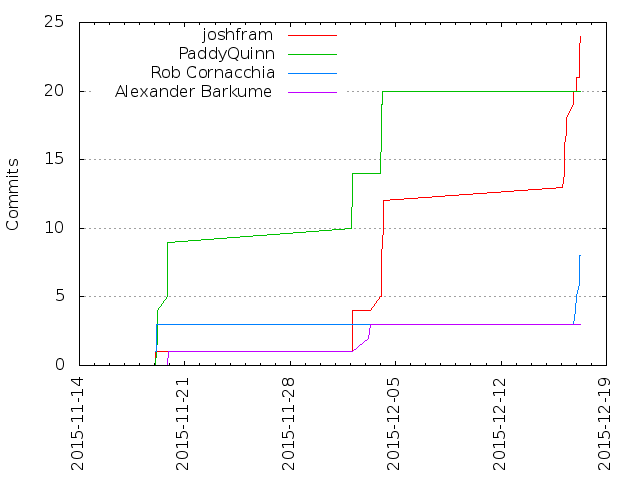 25
20
15
10
5
0
Commits
joshfram
PaddyQuinn
Rob Cornacchia
Alexander Barkume
2015-11-14
2015-11-21
2015-11-28
2015-12-05
2015-12-12
2015-12-19